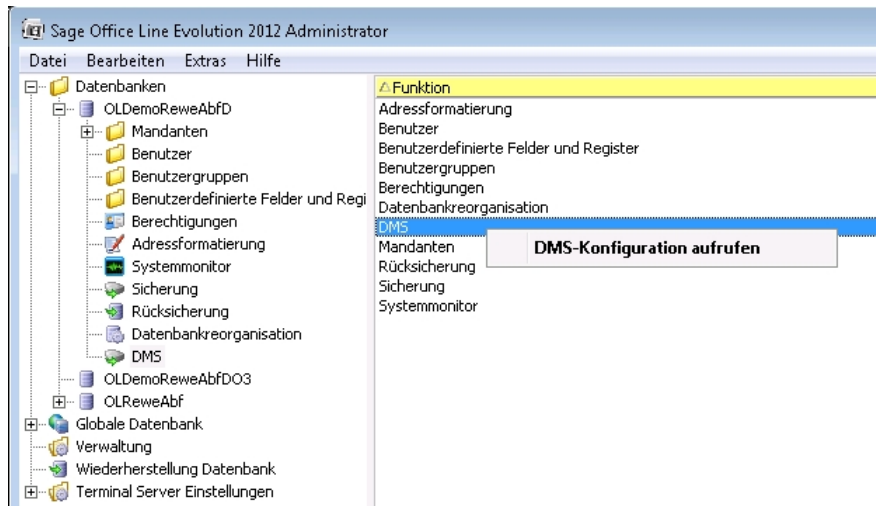 Sage Office Line Evolution 2012 Administrator
Datei Bearbeiten Extras Hilfe
Datenbanken
OLDemoReweAbfD
Mandanten
Benutzer
Benutzergruppen
Benutzerdefinierte Felder und Regi
Berechtigungen
Adressformatierung
Systemmonitor
Sicherung
Rücksicherung
Datenbankreorganisation
DMS
OLDemoReweAbfDO3
OLReweAbf
Globale Datenbank
Verwaltung
Wiederherstellung Datenbank
Terminal Server Einstellungen
Funktion
Adressformatierung
Benutzer
Benutzerdefinierte Felder und Register
Benutzergruppen
Berechtigungen
Datenbankreorganisation
DMS
DMS-Konfiguration aufrufen
Mandanten
Rücksicherung
Sicherung
Systemmonitor